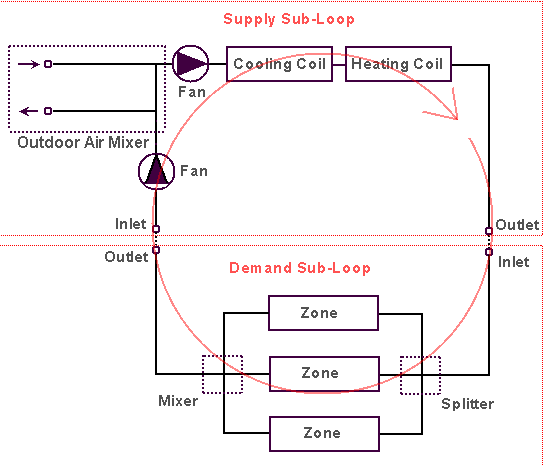 Supply Sub-Loop
Cooling Coil
Heating Coil
Fan
Outdoor Air Mixer
Fan
Inlet
Outlet
Outlet
Inlet
Demand Sub-Loop
Zone
Zone
Mixer
Splitter
Zone